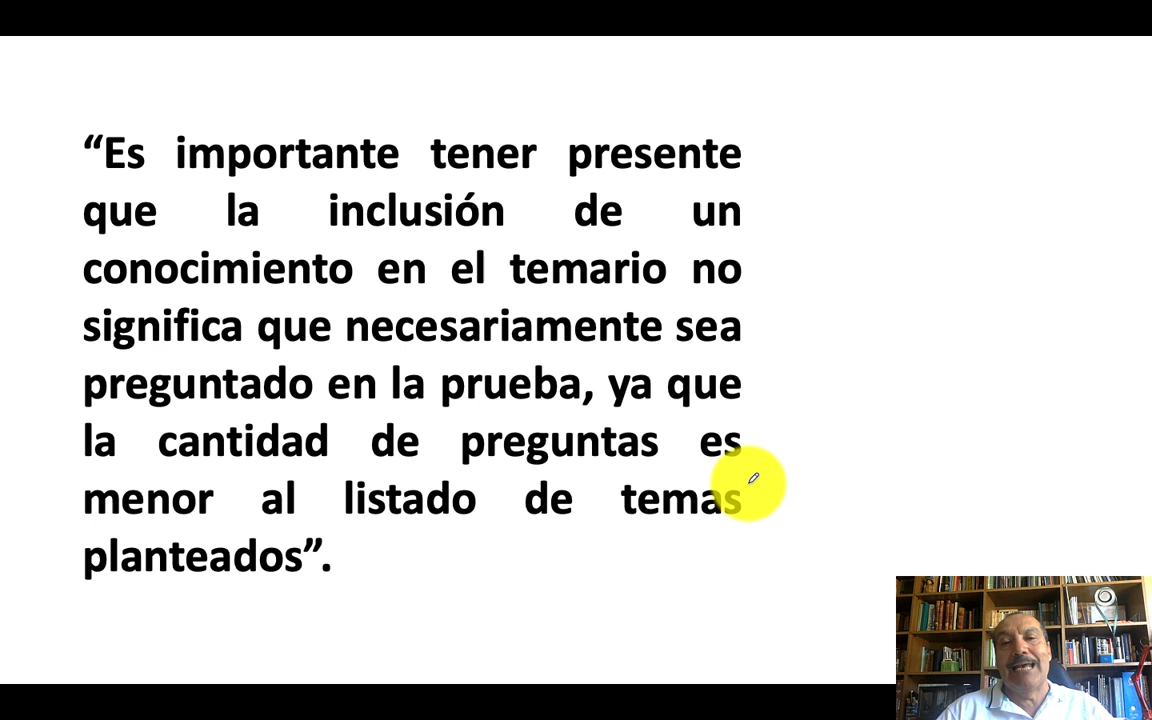 “Es importante tener presente
que la inclusión de un
conocimiento en el temario no
significa que necesariamente sea
preguntado en la prueba, ya que
la cantidad de preguntas es
menor al listado de temas
planteados”.